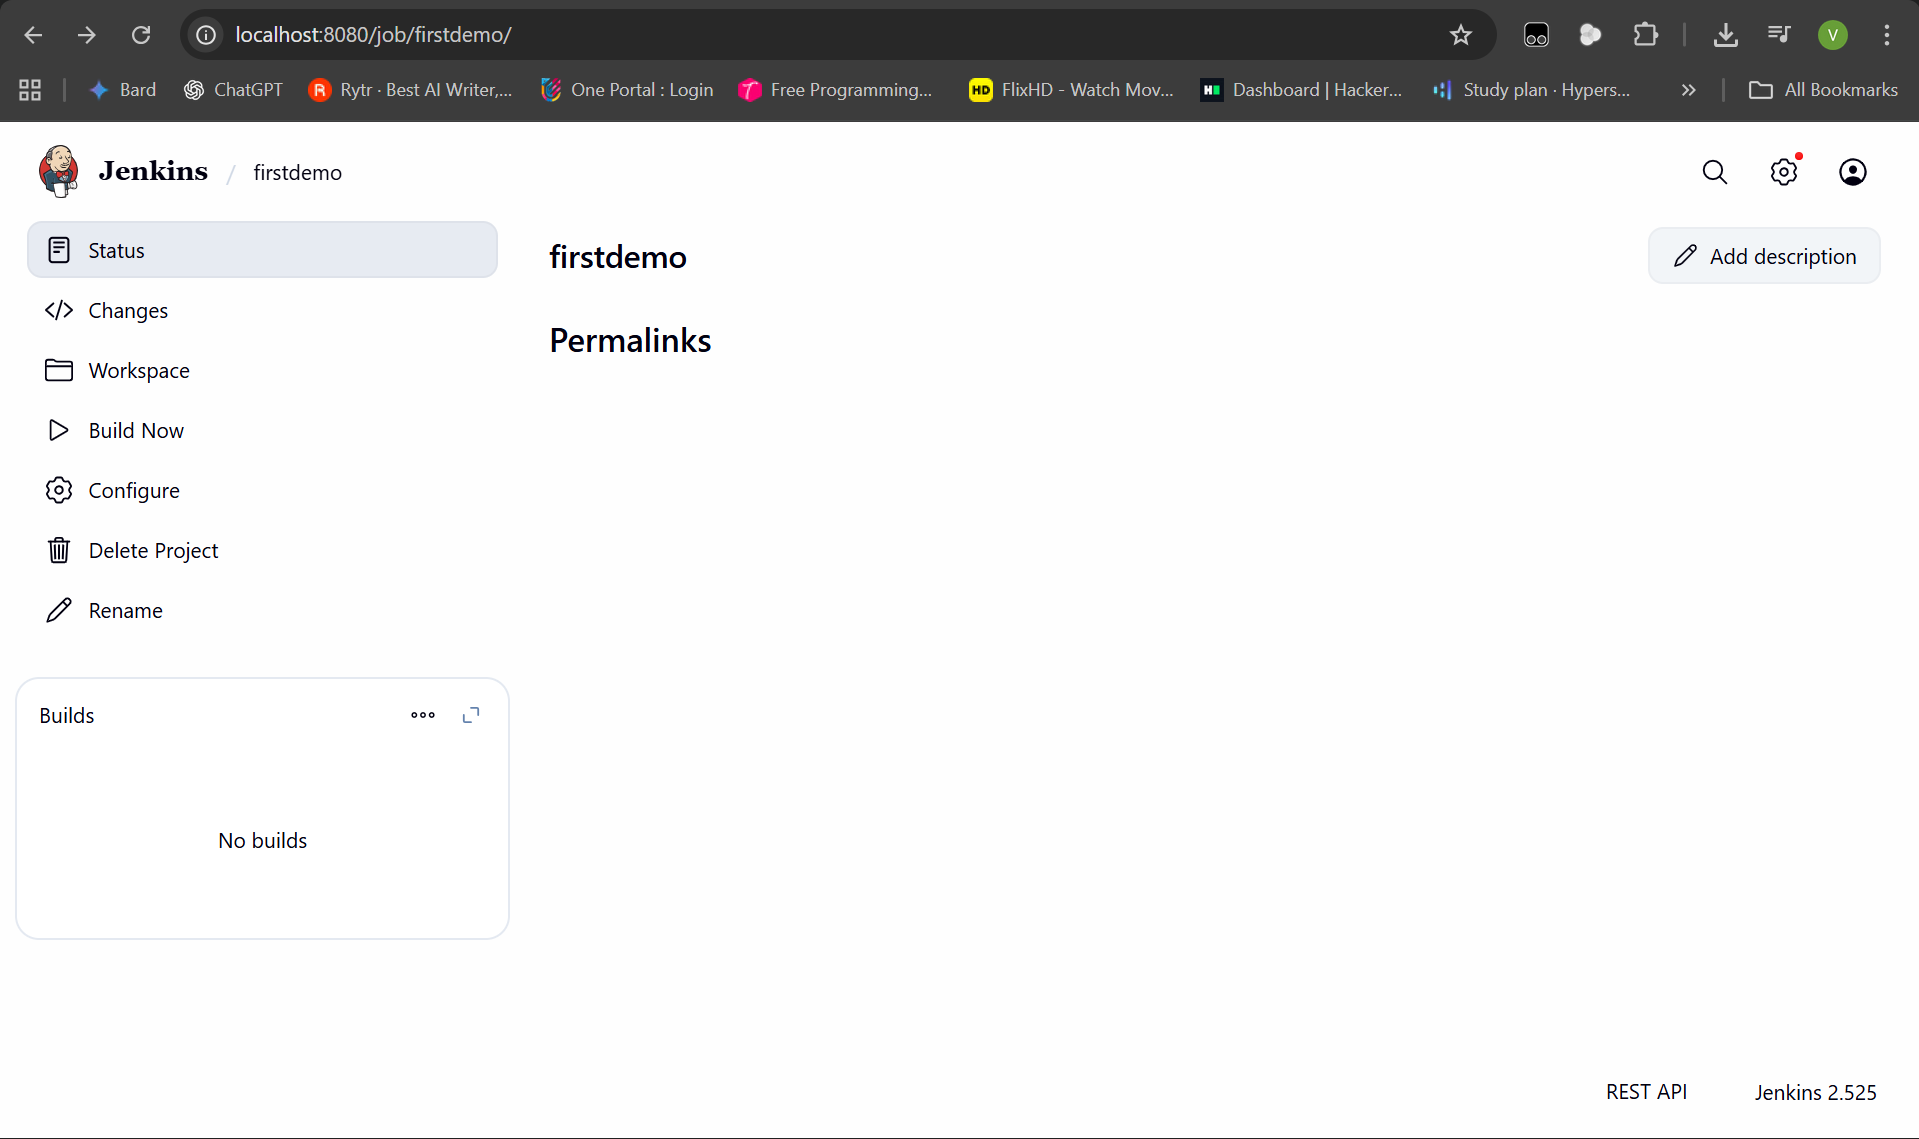 localhost:8080/job/firstdemo/
V
Bard
ChatGPT
R
Rytr · Best AI Writer,...
One Portal : Login
Free Programming...
HD
FlixHD - Watch Mov...
Dashboard | Hacker...
Study plan · Hypers...
All Bookmarks
Jenkins / firstdemo
Status
Changes
Workspace
Build Now
Configure
Delete Project
Rename
firstdemo
Add description
Permalinks
Builds
No builds
REST API
Jenkins 2.525